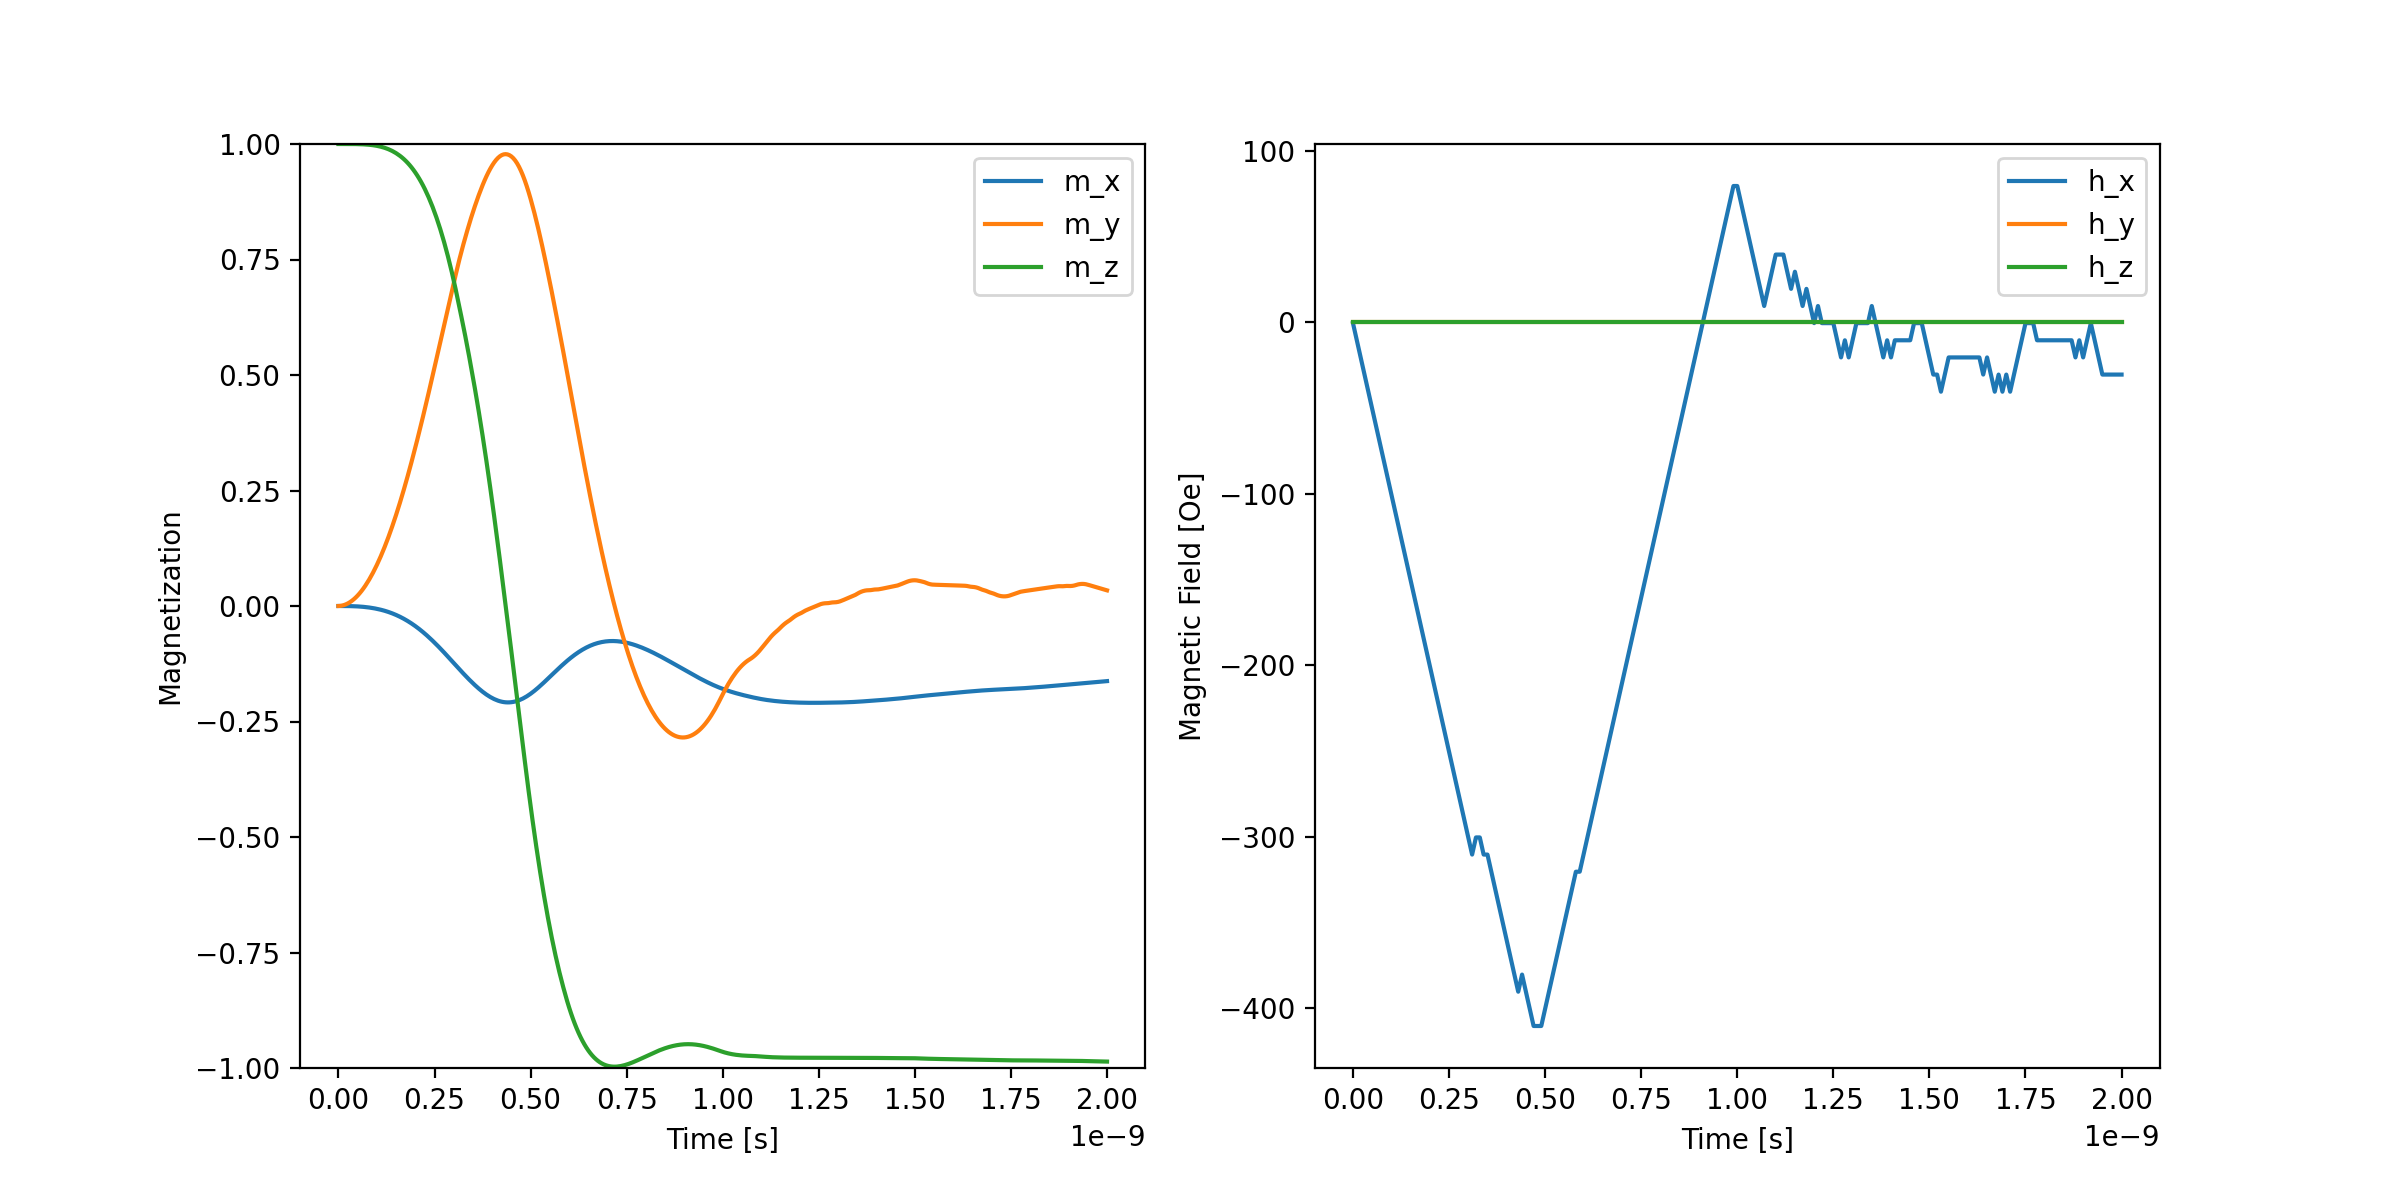 Magnetization
1.00
0.75
0.50
0.25
0.00
−0.25
−0.50
−0.75
−1.00
m_x
m_y
m_z
0.00 0.25 0.50 0.75 1.00 1.25 1.50 1.75 2.00
Time [s]
1e−9
Magnetic Field [Oe]
100
0
−100
−200
−300
−400
h_x
h_y
h_z
0.00 0.25 0.50 0.75 1.00 1.25 1.50 1.75 2.00
Time [s]
1e−9